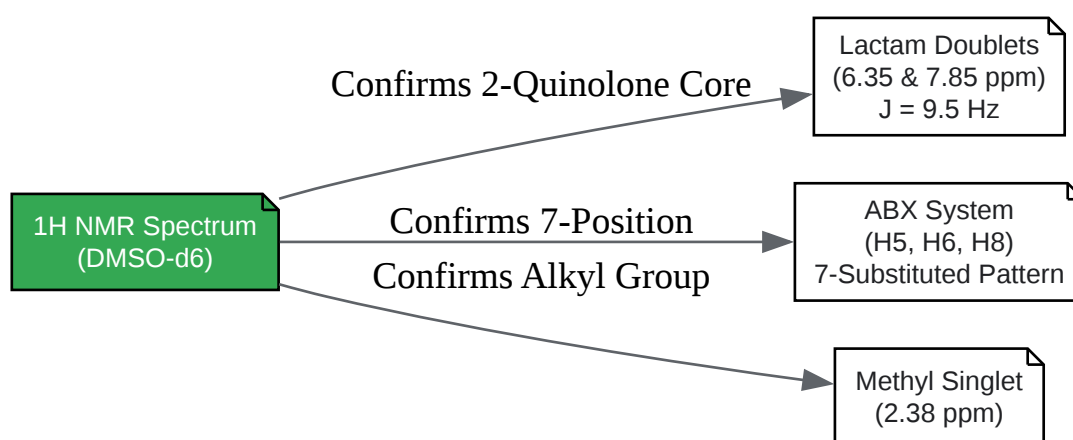 1H NMR Spectrum
(DMSO-d6)
Confirms 2-Quinolone Core
Lactam Doublets
(6.35 & 7.85 ppm)
J = 9.5 Hz
Confirms 7-Position
ABX System
(H5, H6, H8)
7-Substituted Pattern
Confirms Alkyl Group
Methyl Singlet
(2.38 ppm)